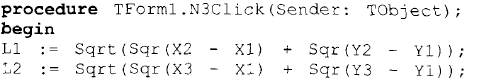 procedure TForm1.N3Click(Sender: TObject);
begin
L1 := Sqrt(Sqr(X2 - X1) + Sqr(Y2 - Y1));
L2 := Sqrt(Sqr(X3 - X1) + Sqr(Y3 - Y1));